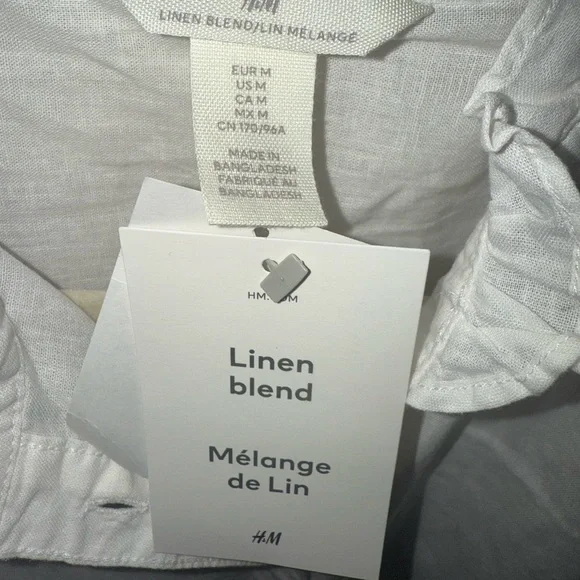 H&M
LINEN BLEND/LIN MÉLANGE
EUR M
US M
CA M
MX M
CN 170/96A
MADE IN
BANGLADESH
FABRIQUÉ AU
BANGLADESH
Linen
blend
Mélange
de Lin
H&M